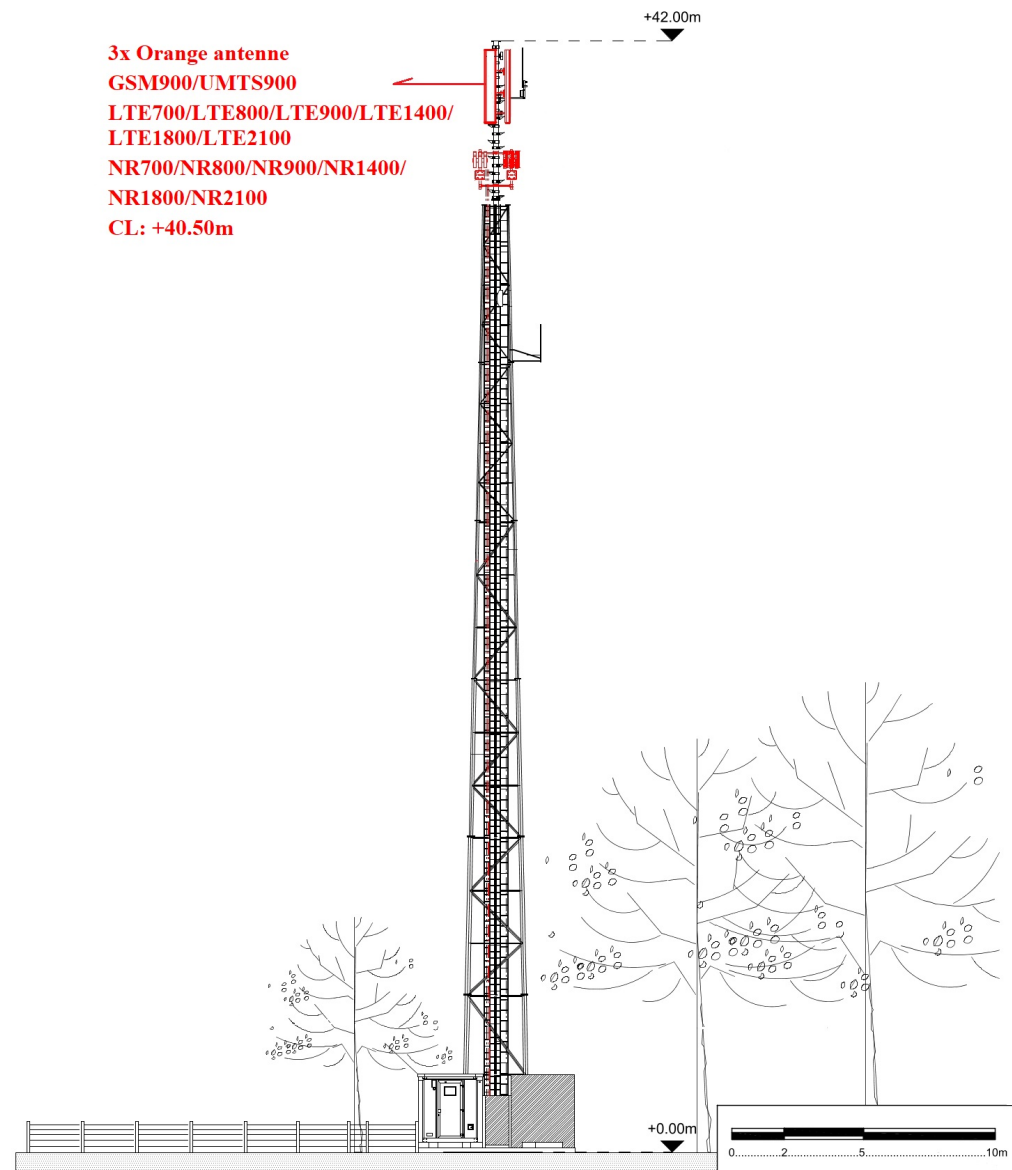 +42.00m
3x Orange antenne
GSM900/UMTS900
LTE700/LTE800/LTE900/LTE1400/
LTE1800/LTE2100
NR700/NR800/NR900/NR1400/
NR1800/NR2100
CL: +40.50m
+0.00m
0 2 5 10m